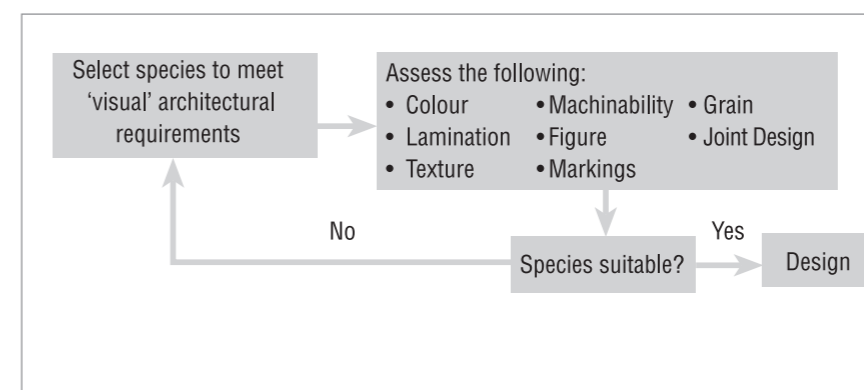 Select species to meet
‘visual’ architectural
requirements
Assess the following:
• Colour
• Lamination
• Texture
• Machinability
• Figure
• Markings
• Grain
• Joint Design
No
Species suitable?
Yes
Design